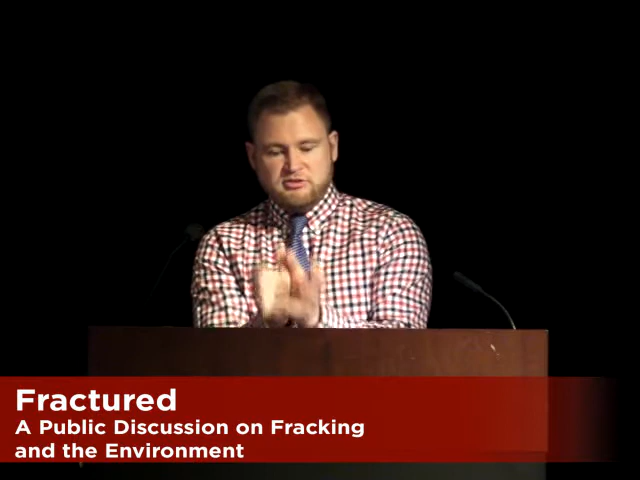 Fractured
A Public Discussion on Fracking
and the Environment